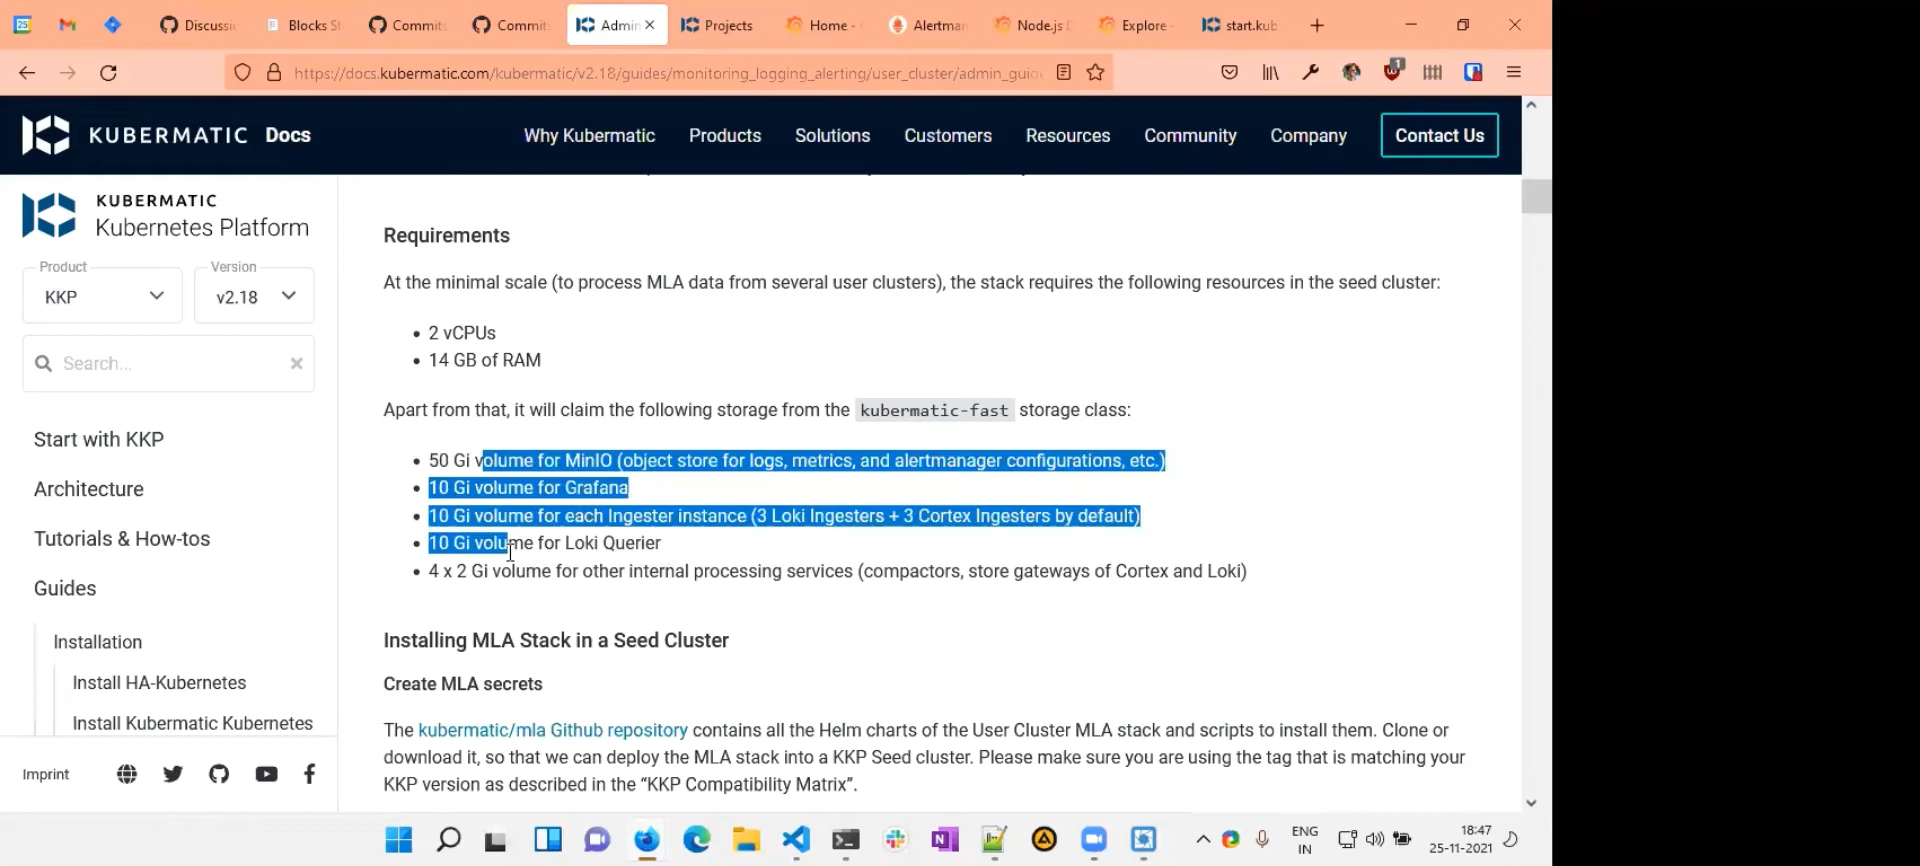 Discussi
Blocks S
Commits
Commit
Admin
Projects
Home -
Alertman
Node.js
Explore -
start.kub
https://docs.kubermatic.com/kubermatic/v2.18/guides/monitoring_logging_alerting/user_cluster/admin_guid
1
KUBERMATIC Docs
Why Kubermatic
Products
Solutions
Customers
Resources
Community
Company
Contact Us
KUBERMATIC
Kubernetes Platform
Product
KKP
Version
v2.18
Search...
Start with KKP
Architecture
Tutorials & How-tos
Guides
Installation
Install HA-Kubernetes
Install Kubermatic Kubernetes
Imprint
Requirements
At the minimal scale (to process MLA data from several user clusters), the stack requires the following resources in the seed cluster:
• 2 vCPUs
• 14 GB of RAM
Apart from that, it will claim the following storage from the kubermatic-fast storage class:
• 50 Gi volume for MinIO (object store for logs, metrics, and alertmanager configurations, etc.)
• 10 Gi volume for Grafana
• 10 Gi volume for each Ingester instance (3 Loki Ingesters + 3 Cortex Ingesters by default)
• 10 Gi volume for Loki Querier
• 4 x 2 Gi volume for other internal processing services (compactors, store gateways of Cortex and Loki)
Installing MLA Stack in a Seed Cluster
Create MLA secrets
The kubermatic/mla Github repository contains all the Helm charts of the User Cluster MLA stack and scripts to install them. Clone or
download it, so that we can deploy the MLA stack into a KKP Seed cluster. Please make sure you are using the tag that is matching your
KKP version as described in the “KKP Compatibility Matrix”.
ENG
IN
18:47
25-11-2021